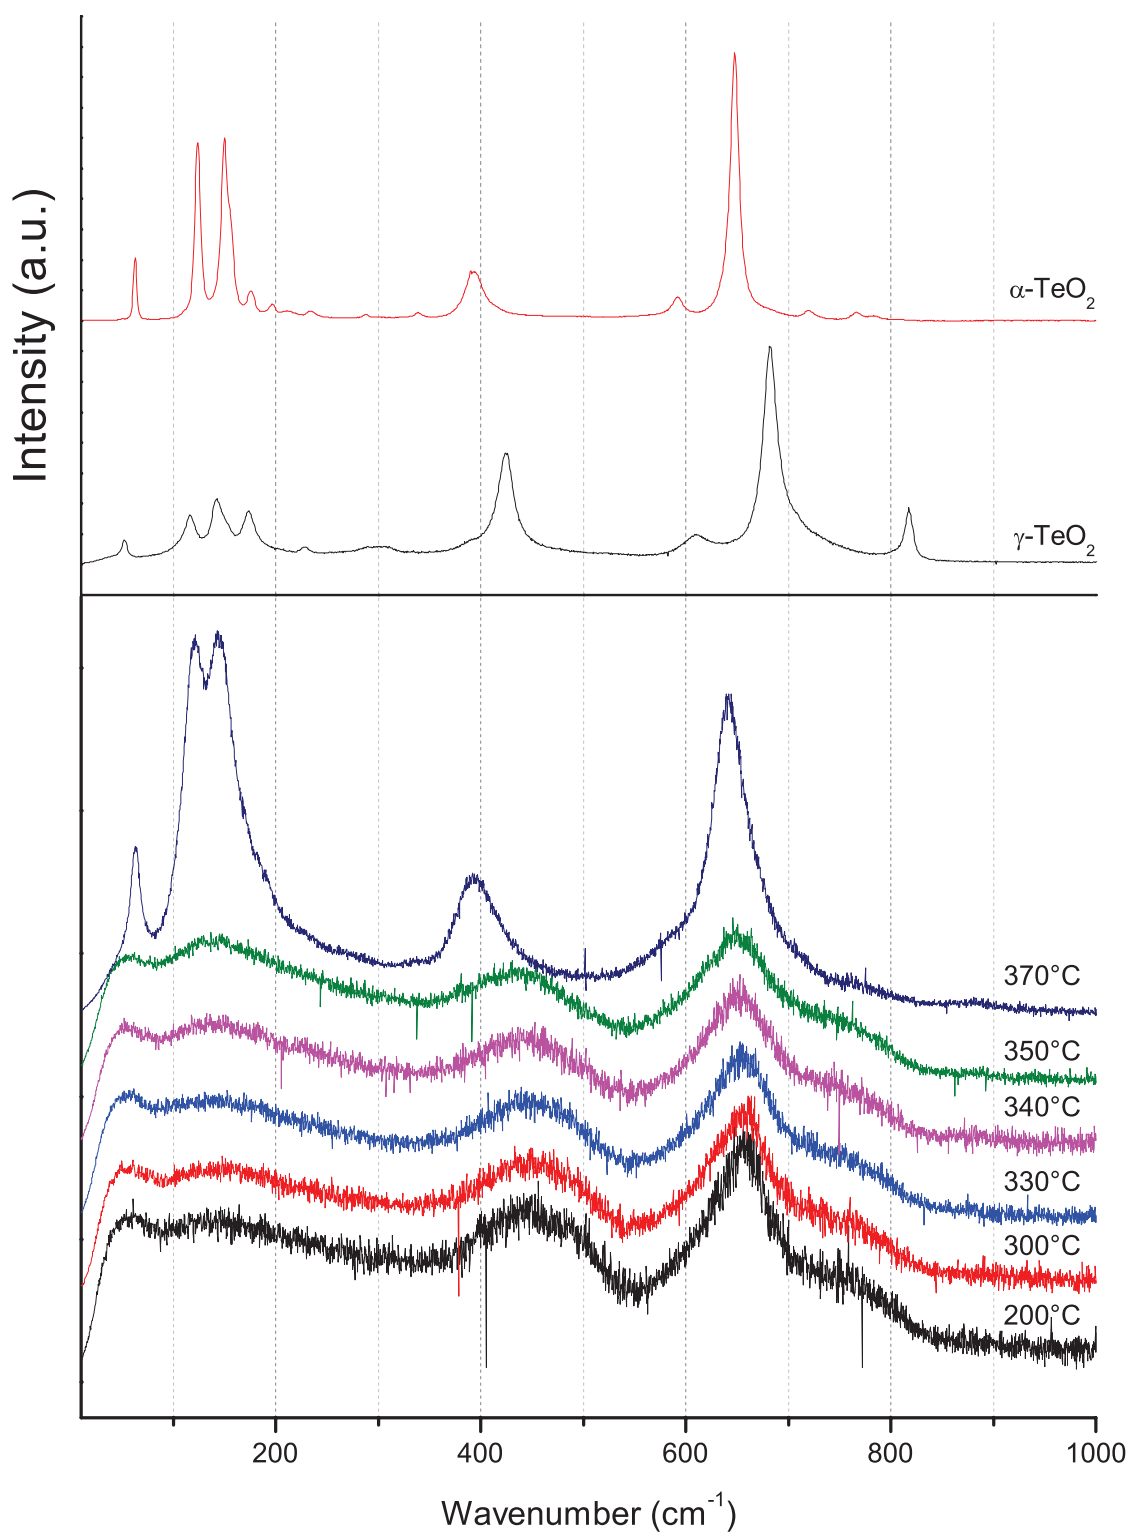 Intensity (a.u.)
α-TeO₂
γ-TeO₂
370°C
350°C
340°C
330°C
300°C
200°C
200 400 600 800 1000
Wavenumber (cm⁻¹)